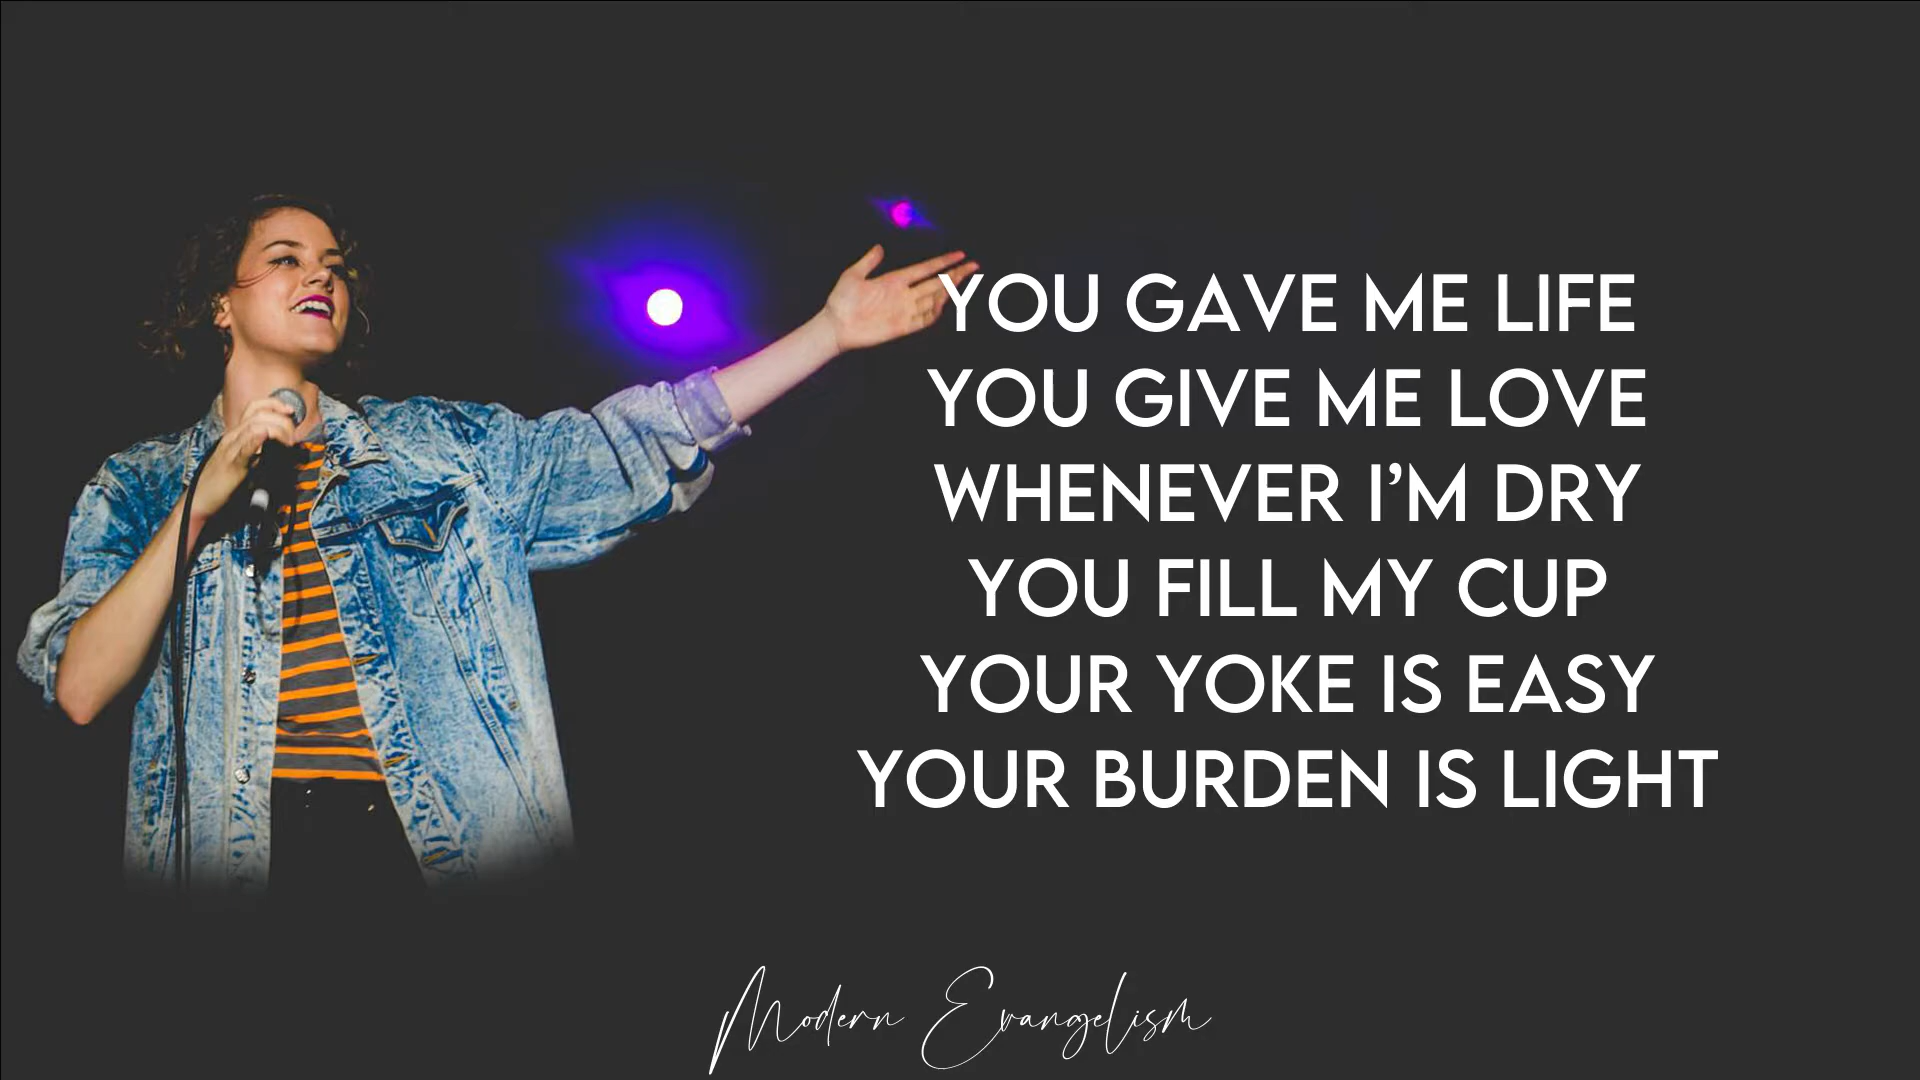 YOU GAVE ME LIFE
YOU GIVE ME LOVE
WHENEVER I’M DRY
YOU FILL MY CUP
YOUR YOKE IS EASY
YOUR BURDEN IS LIGHT
Modern Evangelism